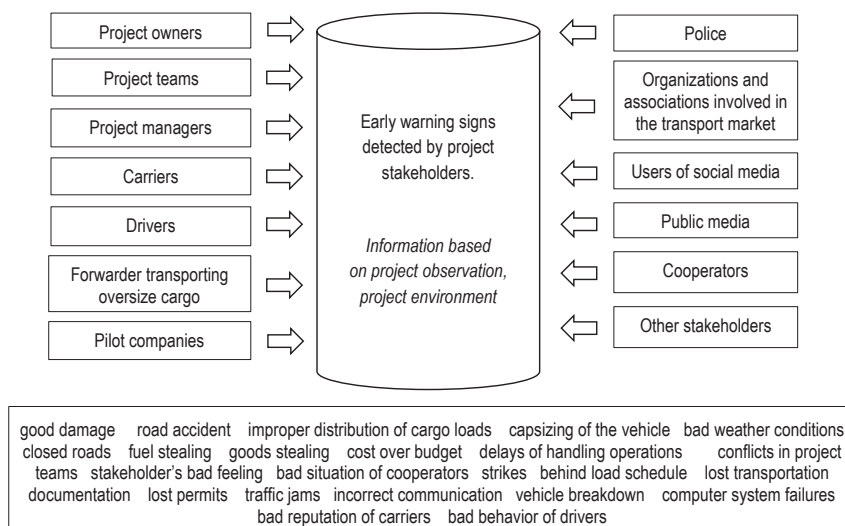 Project owners
Project teams
Project managers
Carriers
Drivers
Forwarder transporting
oversize cargo
Pilot companies
Early warning signs
detected by project
stakeholders.
Information based
on project observation,
project environment
Police
Organizations and
associations involved in
the transport market
Users of social media
Public media
Cooperators
Other stakeholders
good damage road accident improper distribution of cargo loads capsizing of the vehicle bad weather conditions
closed roads fuel stealing goods stealing cost over budget delays of handling operations conflicts in project
teams stakeholder's bad feeling bad situation of cooperators strikes behind load schedule lost transportation
documentation lost permits traffic jams incorrect communication vehicle breakdown computer system failures
bad reputation of carriers bad behavior of drivers